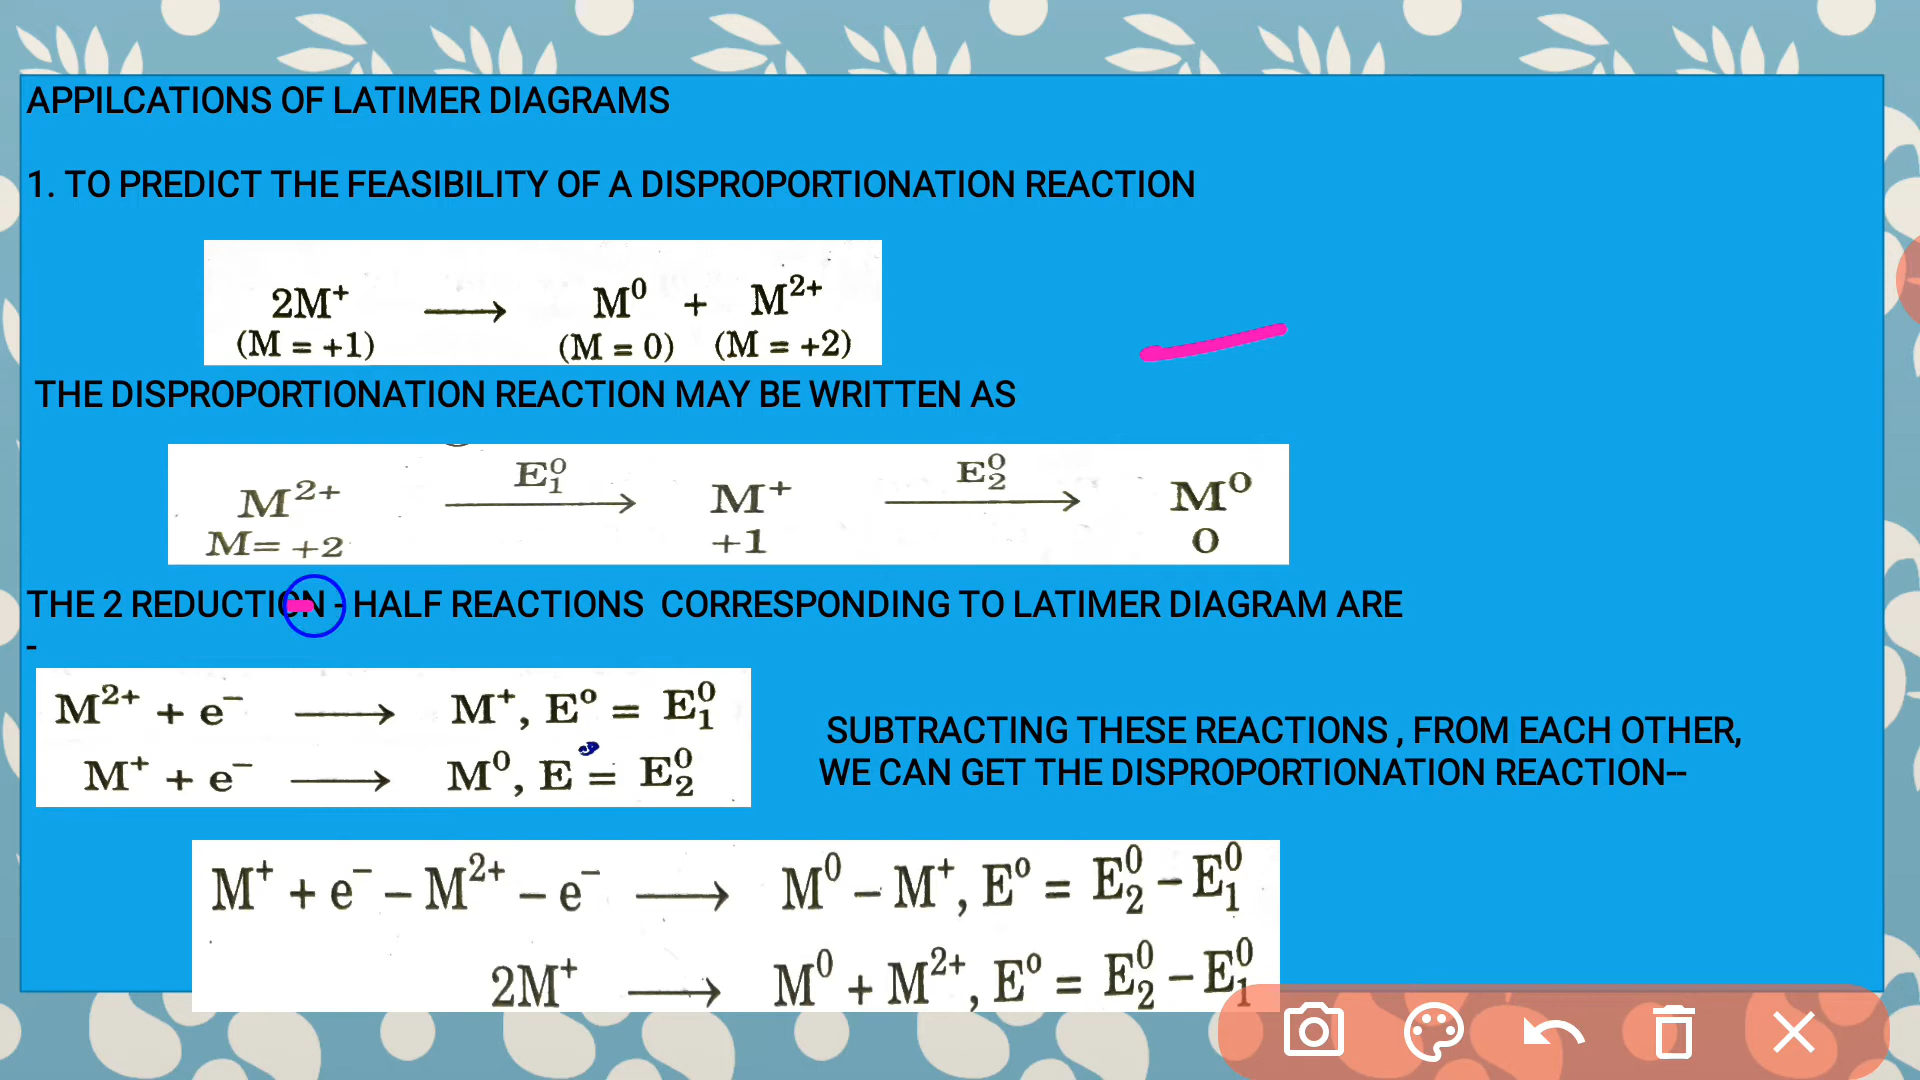 APPILCATIONS OF LATIMER DIAGRAMS
1. TO PREDICT THE FEASIBILITY OF A DISPROPORTIONATION REACTION
2M⁺ ⟶ M⁰ + M²⁺
(M = +1) (M = 0) (M = +2)
THE DISPROPORTIONATION REACTION MAY BE WRITTEN AS
M²⁺ ⟶ E₁⁰ M⁺ ⟶ E₂⁰ M⁰
M= +2 +1 0
THE 2 REDUCTION - HALF REACTIONS CORRESPONDING TO LATIMER DIAGRAM ARE
-
M²⁺ + e⁻ ⟶ M⁺, E⁰ = E₁⁰
M⁺ + e⁻ ⟶ M⁰, E = E₂⁰
SUBTRACTING THESE REACTIONS , FROM EACH OTHER,
WE CAN GET THE DISPROPORTIONATION REACTION--
M⁺ + e⁻ – M²⁺ – e⁻ ⟶ M⁰ – M⁺, E⁰ = E₂⁰ – E₁⁰
2M⁺ ⟶ M⁰ + M²⁺, E⁰ = E₂⁰ – E₁⁰